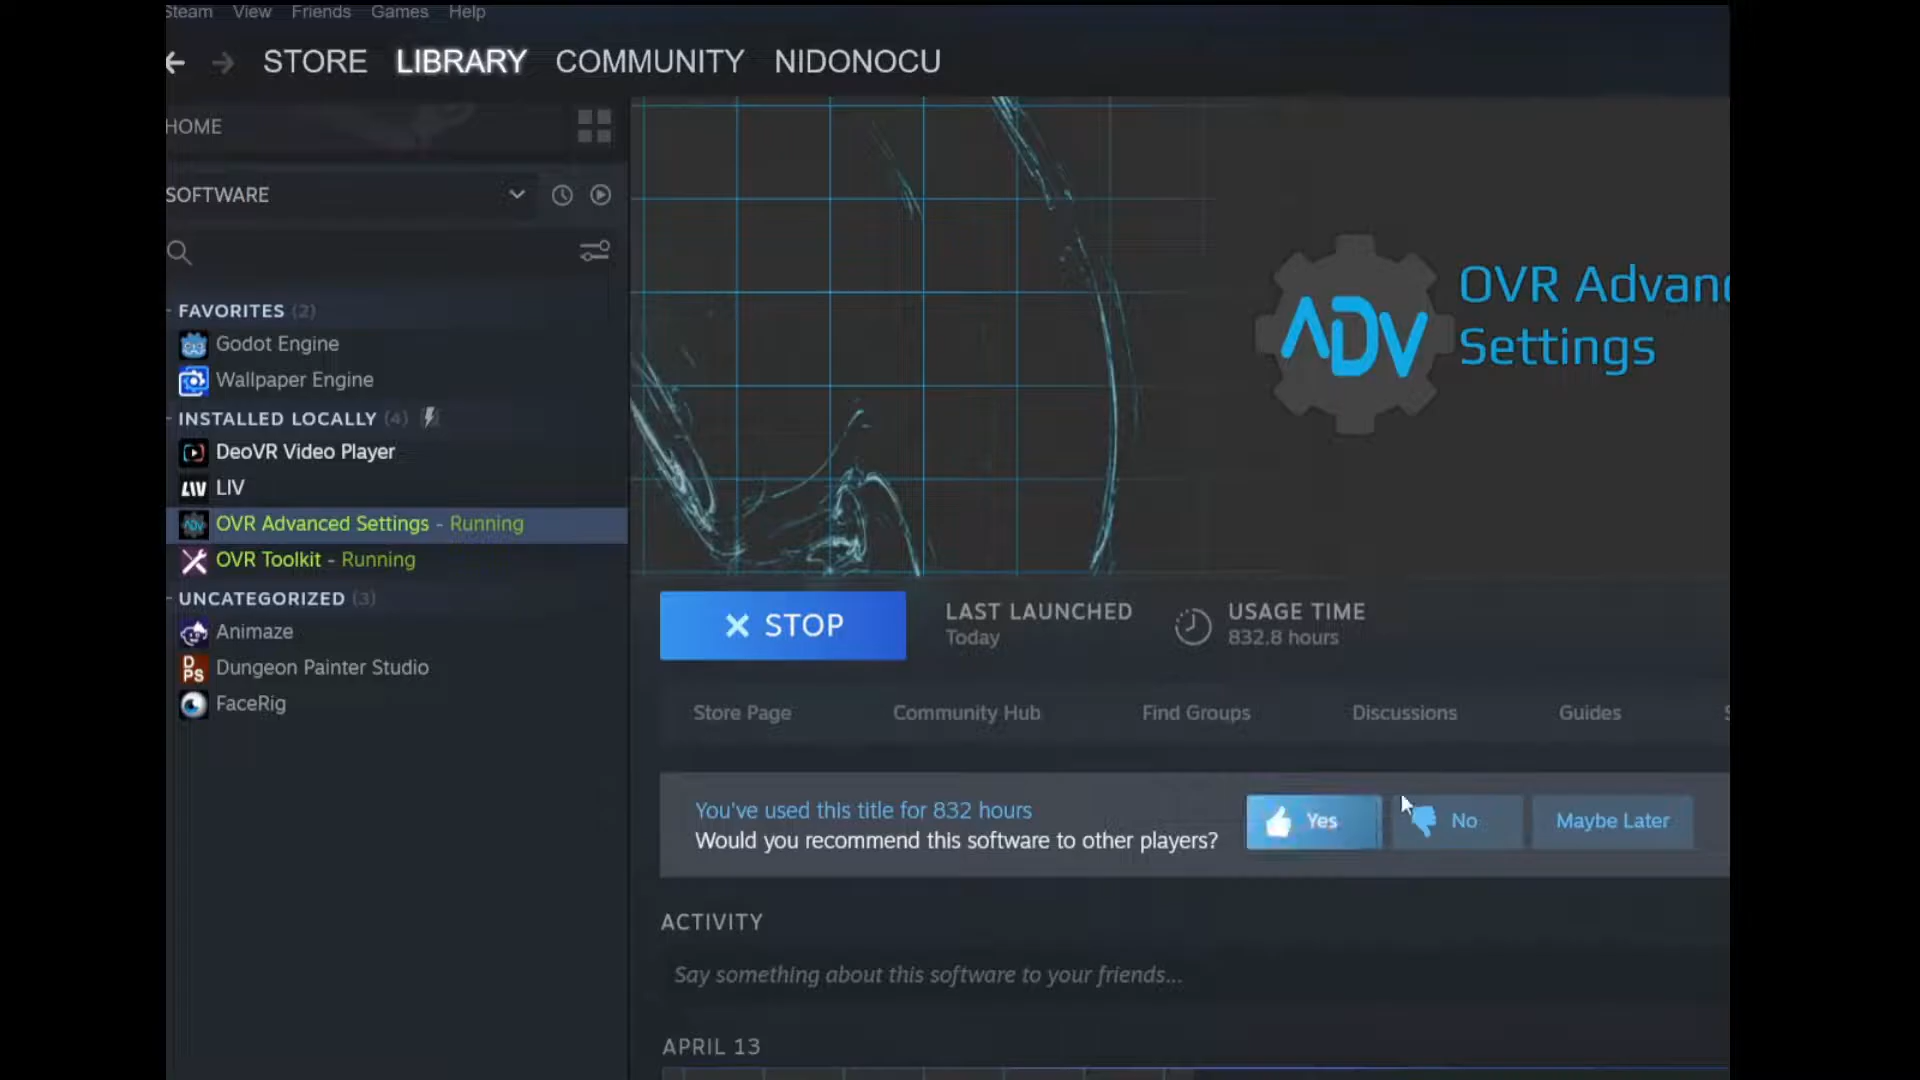 Steam View Friends Games Help
STORE LIBRARY COMMUNITY NIDONOCU
HOME
SOFTWARE
FAVORITES (2)
Godot Engine
Wallpaper Engine
INSTALLED LOCALLY (4)
DeoVR Video Player
LIV LIV
ADV OVR Advanced Settings - Running
OVR Toolkit - Running
UNCATEGORIZED (3)
Animaze
DPS Dungeon Painter Studio
FaceRig
ADV
OVR Advanc
Settings
STOP
LAST LAUNCHED
Today
USAGE TIME
832.8 hours
Store Page Community Hub Find Groups Discussions Guides
You've used this title for 832 hours
Would you recommend this software to other players?
Yes No Maybe Later
ACTIVITY
Say something about this software to your friends...
APRIL 13